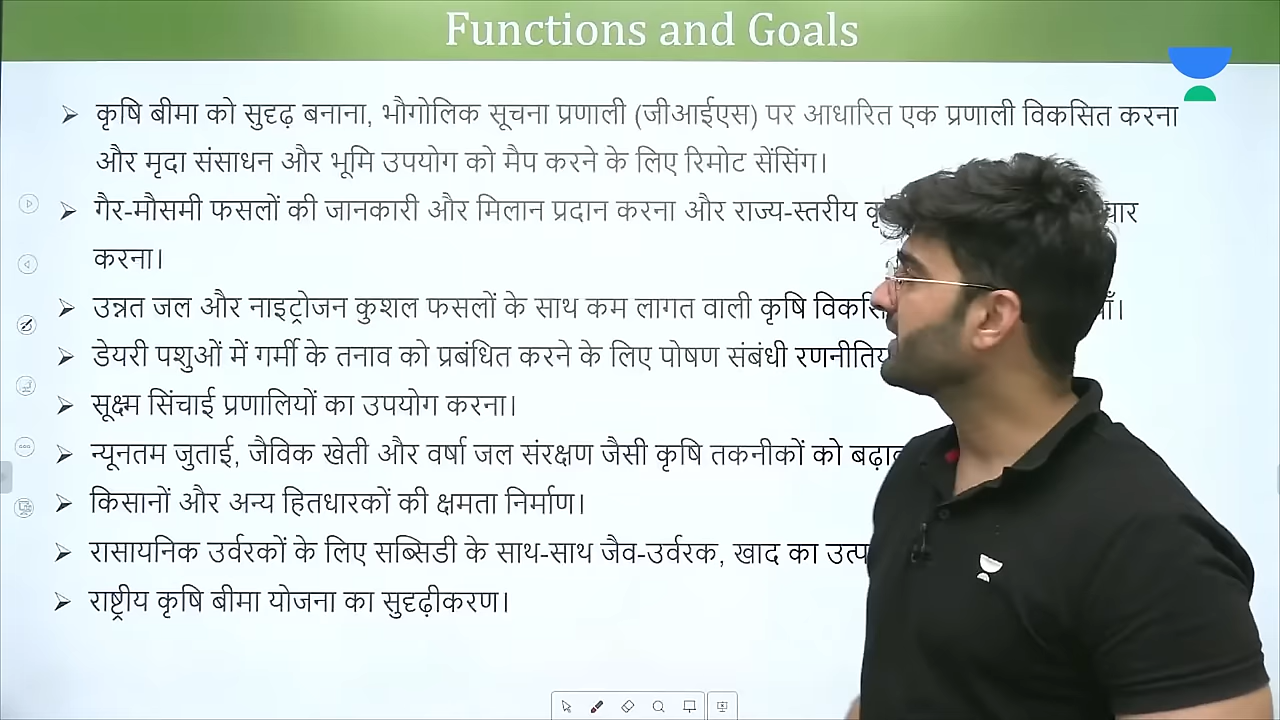 Functions and Goals
➢ कृषि बीमा को सुदृढ़ बनाना, भौगोलिक सूचना प्रणाली (जीआईएस) पर आधारित एक प्रणाली विकसित करना
और मृदा संसाधन और भूमि उपयोग को मैप करने के लिए रिमोट सेंसिंग।
➢ गैर-मौसमी फसलों की जानकारी और मिलान प्रदान करना और राज्य-स्तरीय
करना।
➢ उन्नत जल और नाइट्रोजन कुशल फसलों के साथ कम लागत वाली कृषि
➢ डेयरी पशुओं में गर्मी के तनाव को प्रबंधित करने के लिए पोषण संबंधी
➢ सूक्ष्म सिंचाई प्रणालियों का उपयोग करना।
➢ न्यूनतम जुताई, जैविक खेती और वर्षा जल संरक्षण जैसी कृषि तकनीकों को
➢ किसानों और अन्य हितधारकों की क्षमता निर्माण।
➢ रासायनिक उर्वरकों के लिए सब्सिडी के साथ-साथ जैव-उर्वरक, खाद का
➢ राष्ट्रीय कृषि बीमा योजना का सुदृढ़ीकरण।